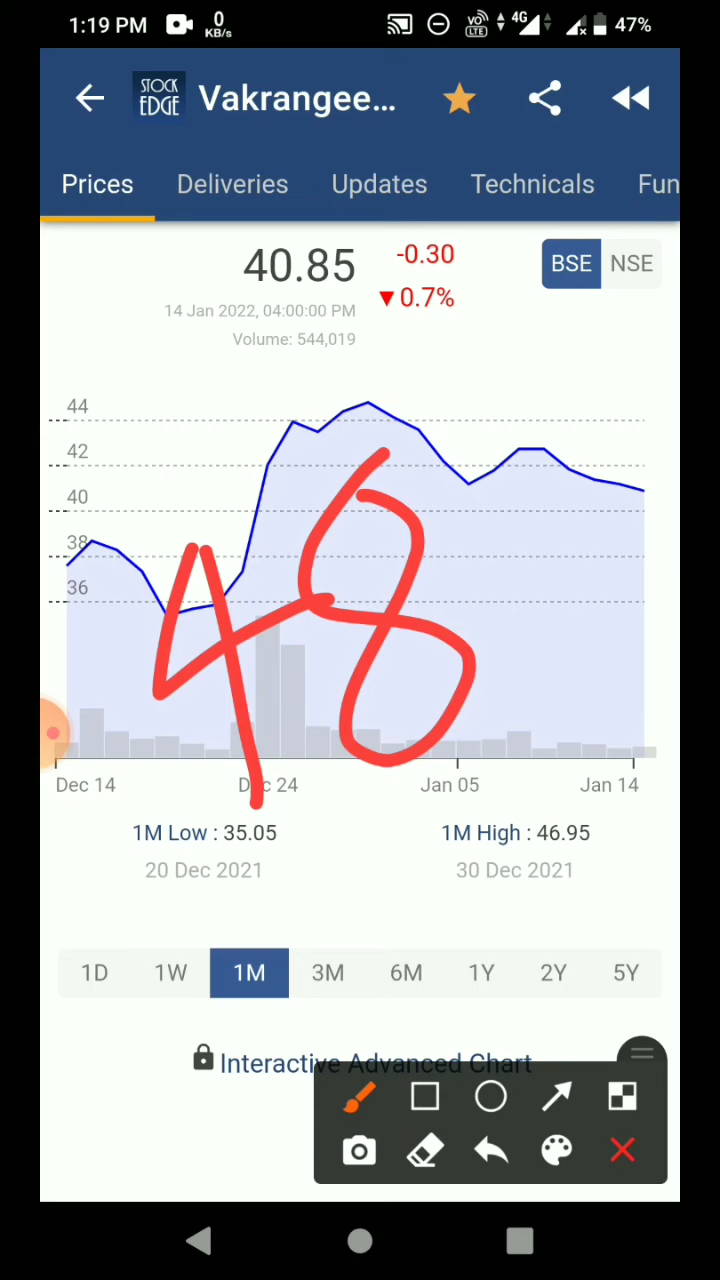 1:19 PM 0 KB/s VO LTE 4G 47%
STOCK EDGE Vakrangee...
Prices Deliveries Updates Technicals Fun
40.85 -0.30
▼0.7%
BSE NSE
14 Jan 2022, 04:00:00 PM
Volume: 544,019
44
42
40
38
36
48
Dec 14 Dec 24 Jan 05 Jan 14
1M Low : 35.05 1M High : 46.95
20 Dec 2021 30 Dec 2021
1D 1W 1M 3M 6M 1Y 2Y 5Y
Interactive Advanced Chart